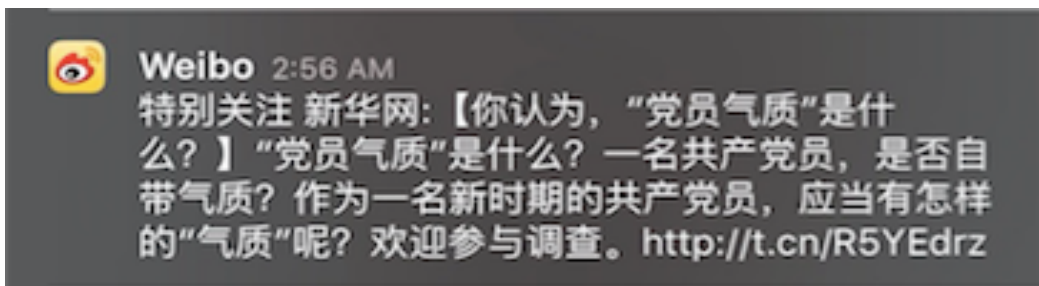 Weibo 2:56 AM
特别关注 新华网:【你认为，“党员气质”是什
么？】“党员气质”是什么？一名共产党员，是否自
带气质？作为一名新时期的共产党员，应当有怎样
的“气质”呢？欢迎参与调查。http://t.cn/R5YEdrz